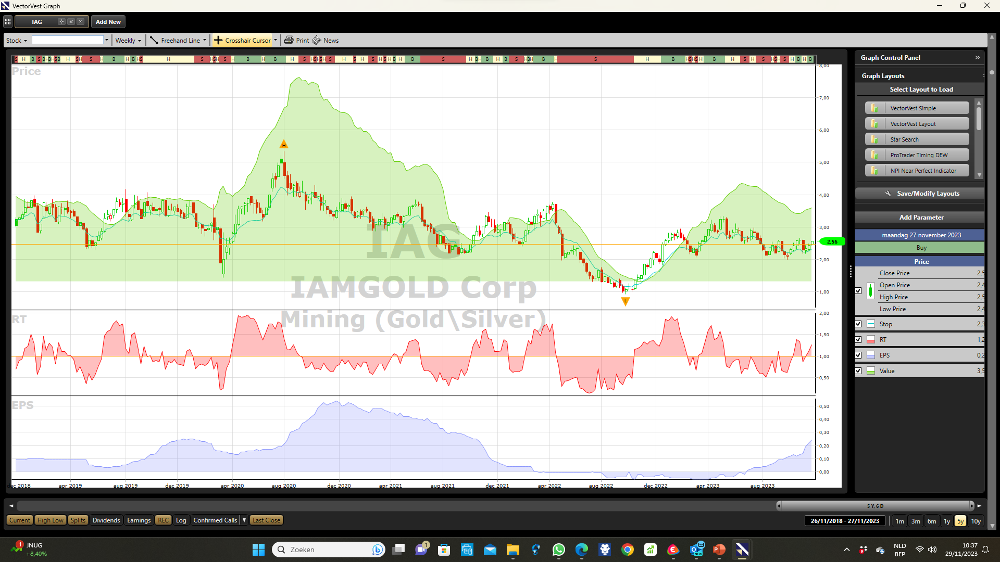 VectorVest Graph
IAG
Add New
Stock
Weekly
Freehand Line
Crosshair Cursor
Print
News
Price
8,00
7,00
6,00
5,00
4,00
3,00
2,56
2,00
1,00
H
L
IAG
IAMGOLD Corp
Mining (Gold\Silver)
RT
2,00
1,50
1,00
0,50
EPS
0,50
0,40
0,30
0,20
0,10
0,00
dec 2018 apr 2019 aug 2019 dec 2019 apr 2020 aug 2020 dec 2020 apr 2021 aug 2021 dec 2021 apr 2022 aug 2022 dec 2022 apr 2023 aug 2023
5 Y, 6 D
Current High Low Splits Dividends Earnings REC Log Confirmed Calls Last Close
26/11/2018 - 27/11/2023 1m 3m 6m 1y 5y 10y
Graph Control Panel
Graph Layouts
Select Layout to Load
VectorVest Simple
VectorVest Layout
Star Search
ProTrader Timing DEW
NPI Near Perfect Indicator
Save/Modify Layouts
Add Parameter
maandag 27 november 2023
Buy
Price
Close Price 2,5
Open Price 2,4
High Price 2,5
Low Price 2,4
Stop 2,3
RT 1,2
EPS 0,2
Value 3,5
1
JNUG
+8,40%
Zoeken
1
NEW
NLD
BEP
10:37
29/11/2023